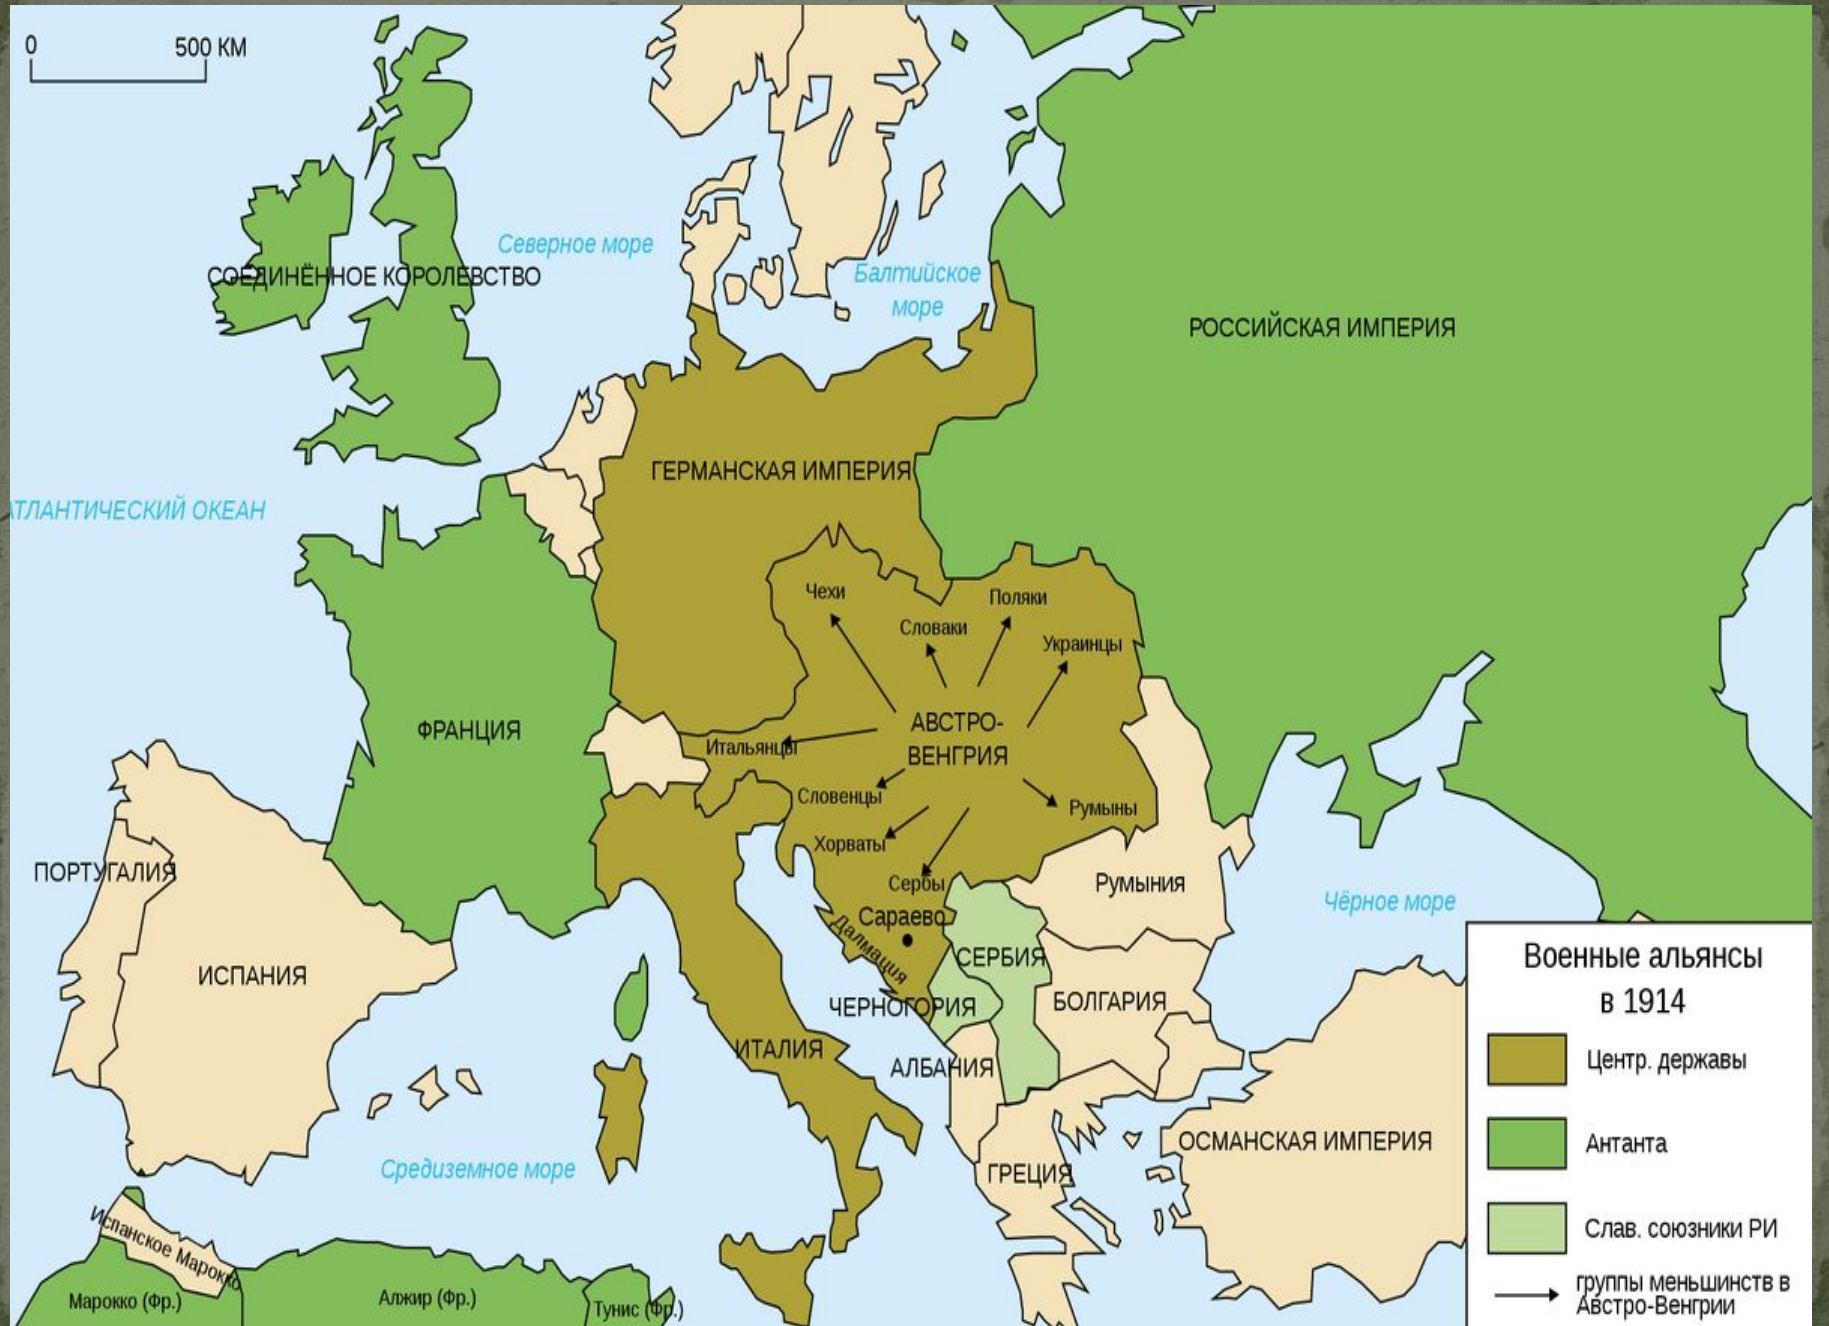 0 500 КМ
Северное море
СОЕДИНЁННОЕ КОРОЛЕВСТВО
Балтийское
море
РОССИЙСКАЯ ИМПЕРИЯ
ГЕРМАНСКАЯ ИМПЕРИЯ
АТЛАНТИЧЕСКИЙ ОКЕАН
Чехи
Словаки
Поляки
Украинцы
АВСТРО-
ВЕНГРИЯ
Итальянцы
Словенцы
Хорваты
Сербы
Румыны
ФРАНЦИЯ
ПОРТУГАЛИЯ
ИСПАНИЯ
Румыния
Чёрное море
Сараево
Далмация
СЕРБИЯ
ЧЕРНОГОРИЯ
БОЛГАРИЯ
ИТАЛИЯ
АЛБАНИЯ
ОСМАНСКАЯ ИМПЕРИЯ
ГРЕЦИЯ
Средиземное море
Испанское Марокко
Марокко (Фр.)
Алжир (Фр.)
Тунис (Фр.)
Военные альянсы
в 1914
Центр. державы
Антанта
Слав. союзники РИ
группы меньшинств в
Австро-Венгрии